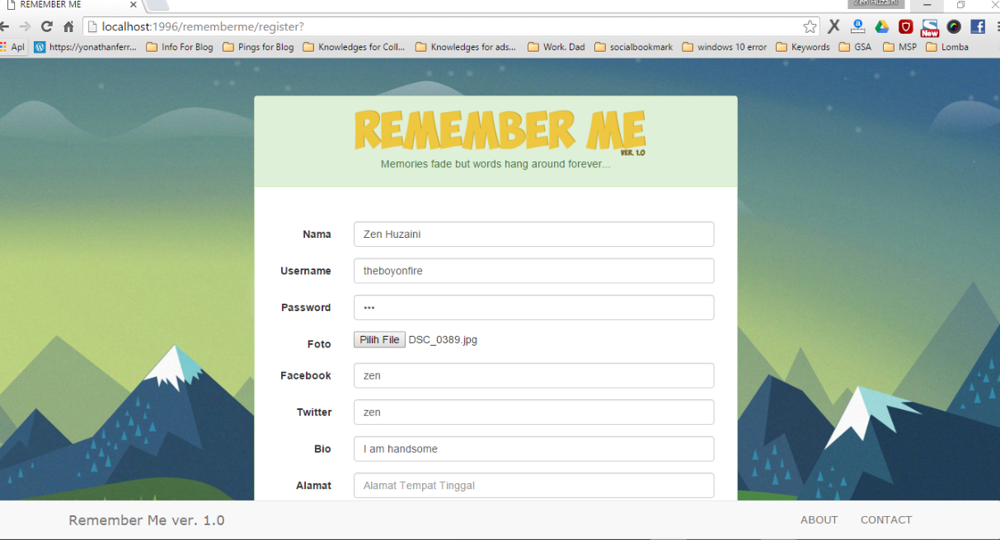 REMEMBER ME
Zen Huzaini
localhost:1996/rememberme/register?
New
Apl https://yonathanferr... Info For Blog Pings for Blog Knowledges for Coll... Knowledges for ads... Work. Dad socialbookmark windows 10 error Keywords GSA MSP Lomba
REMEMBER ME
VER. 1.0
Memories fade but words hang around forever...
Nama Zen Huzaini
Username theboyonfire
Password •••
Foto Pilih File DSC_0389.jpg
Facebook zen
Twitter zen
Bio I am handsome
Alamat Alamat Tempat Tinggal
Remember Me ver. 1.0 ABOUT CONTACT